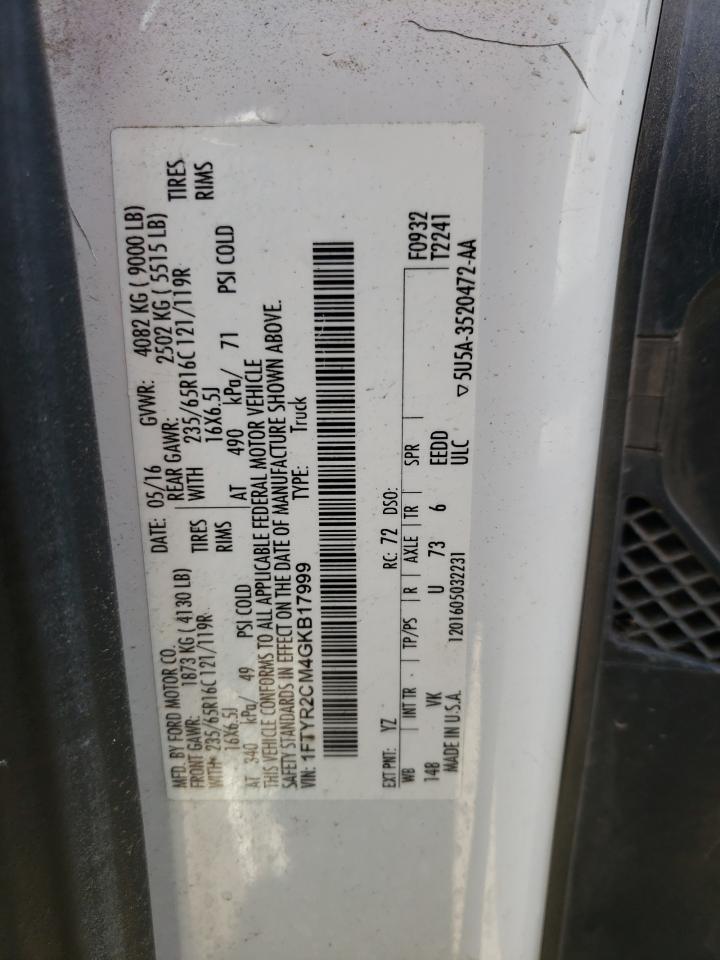 MFD. BY FORD MOTOR CO. DATE: 05/16 GVWR: 4082 KG ( 9000 LB)
FRONT GAWR: 1873 KG ( 4130 LB) REAR GAWR: 2502 KG ( 5515 LB)
WITH 235/65R16C 121/119R TIRES WITH 235/65R16C 121/119R TIRES
16X6.5J RIMS 16X6.5J RIMS
AT 340 kPa/ 49 PSI COLD AT 490 kPa/ 71 PSI COLD
THIS VEHICLE CONFORMS TO ALL APPLICABLE FEDERAL MOTOR VEHICLE
SAFETY STANDARDS IN EFFECT ON THE DATE OF MANUFACTURE SHOWN ABOVE.
VIN: 1FTYR2CM4GKB17999 TYPE: Truck
EXT PNT: YZ RC: 72 DSO: F0932
WB INT TR TP/PS R AXLE TR SPR T2241
148 VK U 73 6 EEDD
MADE IN U.S.A. 1201605032231 ULC ▽ 5U5A-3520472-AA